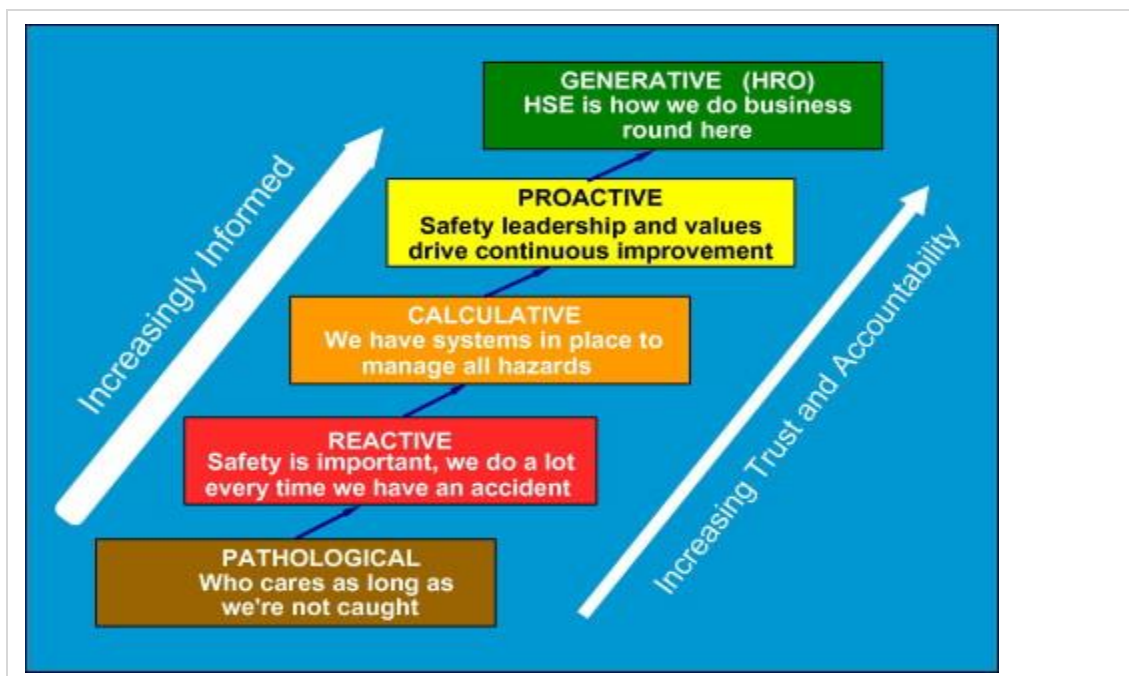 GENERATIVE (HRO)
HSE is how we do business
round here
PROACTIVE
Safety leadership and values
drive continuous improvement
CALCULATIVE
We have systems in place to
manage all hazards
REACTIVE
Safety is important, we do a lot
every time we have an accident
PATHOLOGICAL
Who cares as long as
we're not caught
Increasingly Informed
Increasing Trust and Accountability